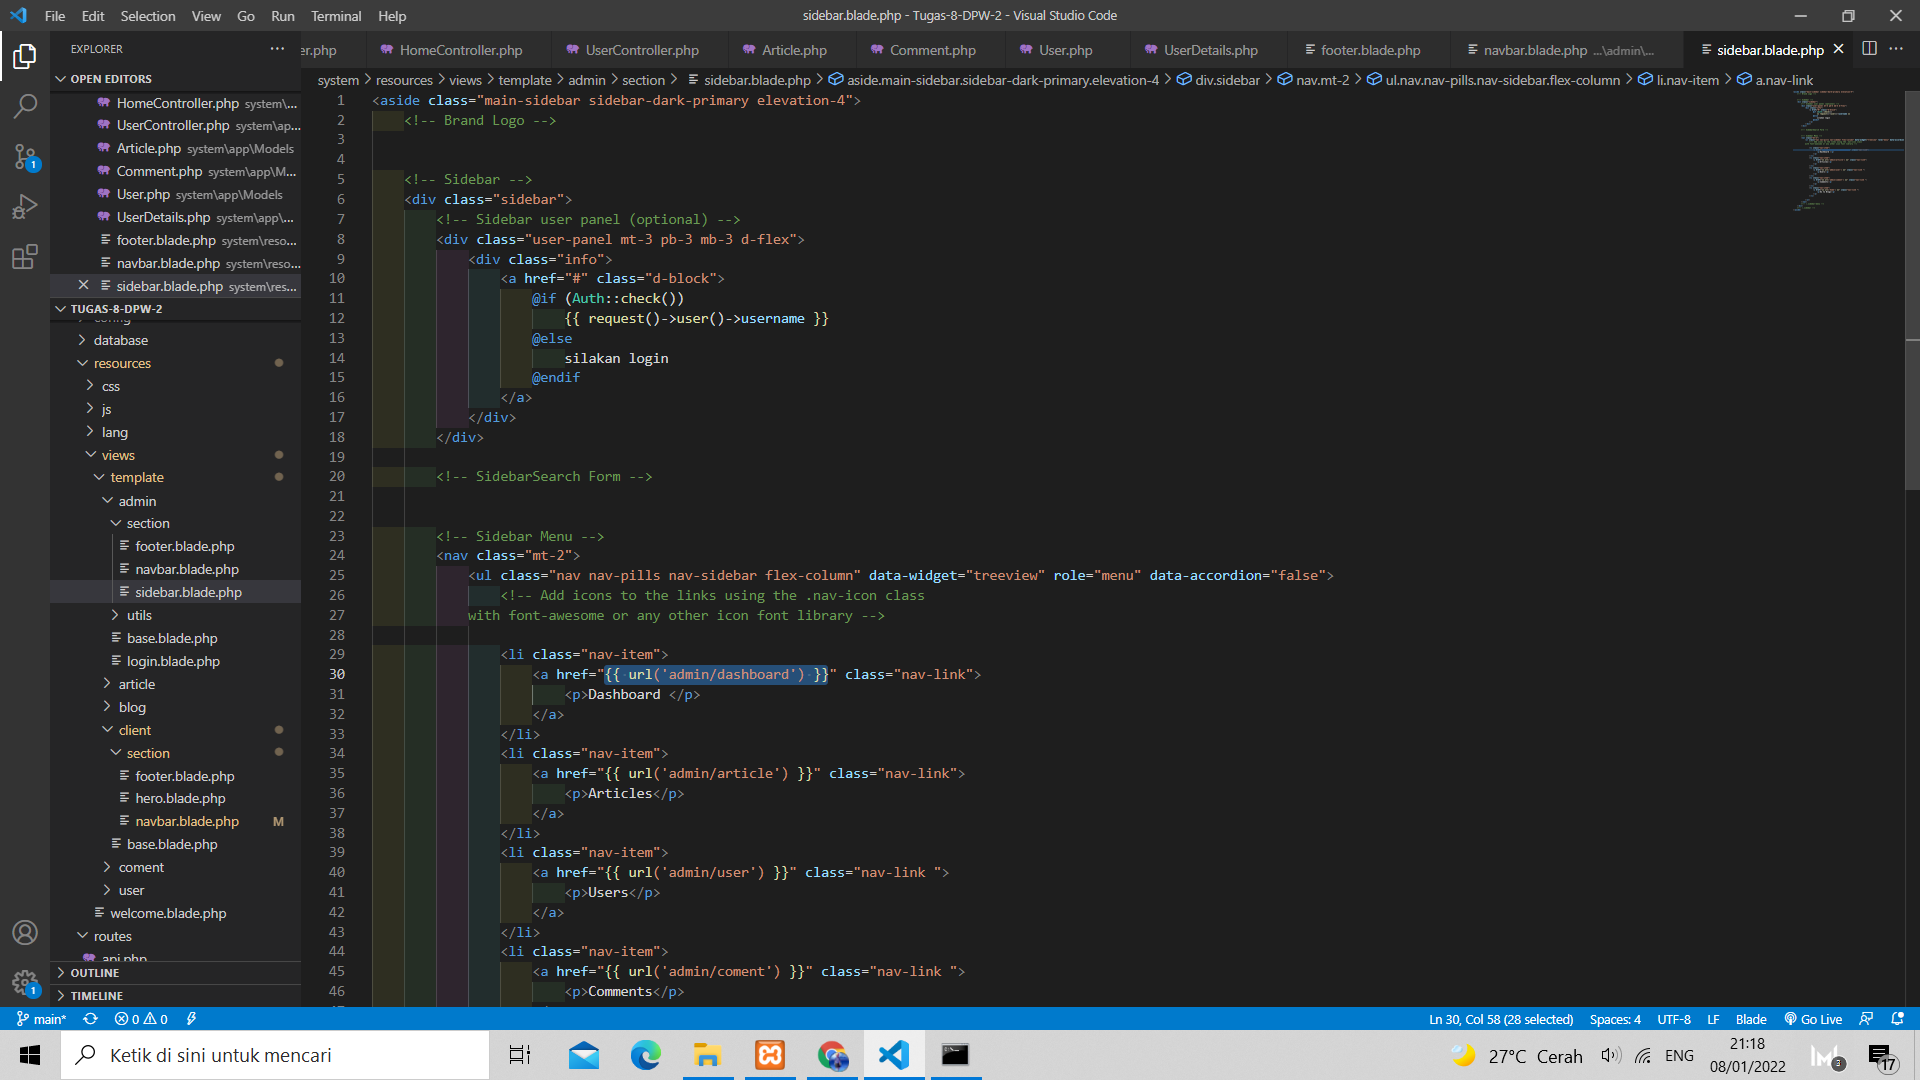 File Edit Selection View Go Run Terminal Help
sidebar.blade.php - Tugas-8-DPW-2 - Visual Studio Code
EXPLORER
er.php HomeController.php UserController.php Article.php Comment.php User.php UserDetails.php footer.blade.php navbar.blade.php ...\admin\... sidebar.blade.php
OPEN EDITORS
HomeController.php system\...
UserController.php system\ap...
Article.php system\app\Models
Comment.php system\app\M...
User.php system\app\Models
UserDetails.php system\app\...
footer.blade.php system\reso...
navbar.blade.php system\reso...
sidebar.blade.php system\res...
TUGAS-8-DPW-2
config
database
resources
css
js
lang
views
template
admin
section
footer.blade.php
navbar.blade.php
sidebar.blade.php
utils
base.blade.php
login.blade.php
article
blog
client
section
footer.blade.php
hero.blade.php
navbar.blade.php M
base.blade.php
coment
user
welcome.blade.php
routes
api.php
OUTLINE
TIMELINE
system > resources > views > template > admin > section > sidebar.blade.php > aside.main-sidebar.sidebar-dark-primary.elevation-4 > div.sidebar > nav.mt-2 > ul.nav.nav-pills.nav-sidebar.flex-column > li.nav-item > a.nav-link
1 <aside class="main-sidebar sidebar-dark-primary elevation-4">
2 <!-- Brand Logo -->
3
4
5 <!-- Sidebar -->
6 <div class="sidebar">
7 <!-- Sidebar user panel (optional) -->
8 <div class="user-panel mt-3 pb-3 mb-3 d-flex">
9 <div class="info">
10 <a href="#" class="d-block">
11 @if (Auth::check())
12 {{ request()->user()->username }}
13 @else
14 silakan login
15 @endif
16 </a>
17 </div>
18 </div>
19
20 <!-- SidebarSearch Form -->
21
22
23 <!-- Sidebar Menu -->
24 <nav class="mt-2">
25 <ul class="nav nav-pills nav-sidebar flex-column" data-widget="treeview" role="menu" data-accordion="false">
26 <!-- Add icons to the links using the .nav-icon class
27 with font-awesome or any other icon font library -->
28
29 <li class="nav-item">
30 <a href="{{ url('admin/dashboard') }}" class="nav-link">
31 <p>Dashboard </p>
32 </a>
33 </li>
34 <li class="nav-item">
35 <a href="{{ url('admin/article') }}" class="nav-link">
36 <p>Articles</p>
37 </a>
38 </li>
39 <li class="nav-item">
40 <a href="{{ url('admin/user') }}" class="nav-link ">
41 <p>Users</p>
42 </a>
43 </li>
44 <li class="nav-item">
45 <a href="{{ url('admin/coment') }}" class="nav-link ">
46 <p>Comments</p>
1
1
main* 0 0
Ln 30, Col 58 (28 selected) Spaces: 4 UTF-8 LF Blade Go Live
Ketik di sini untuk mencari
27°C Cerah ENG
21:18
08/01/2022
3
17